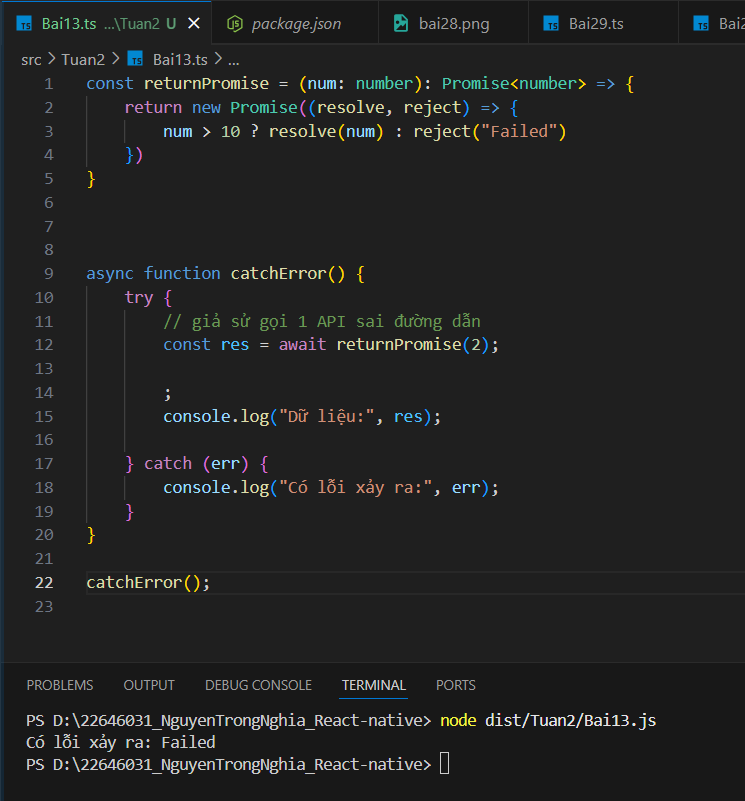 TS Bai13.ts ...\Tuan2 U × package.json bai28.png TS Bai29.ts TS Bai2
src > Tuan2 > TS Bai13.ts > ...
1 const returnPromise = (num: number): Promise<number> => {
2 return new Promise((resolve, reject) => {
3 num > 10 ? resolve(num) : reject("Failed")
4 })
5 }
6
7
8
9 async function catchError() {
10 try {
11 // giả sử gọi 1 API sai đường dẫn
12 const res = await returnPromise(2);
13
14 ;
15 console.log("Dữ liệu:", res);
16
17 } catch (err) {
18 console.log("Có lỗi xảy ra:", err);
19 }
20 }
21
22 catchError();
23
PROBLEMS OUTPUT DEBUG CONSOLE TERMINAL PORTS
PS D:\22646031_NguyenTrongNghia_React-native> node dist/Tuan2/Bai13.js
Có lỗi xảy ra: Failed
PS D:\22646031_NguyenTrongNghia_React-native>